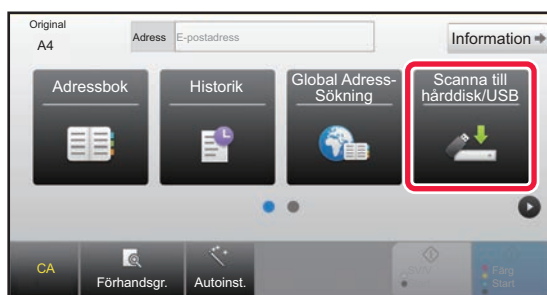 Original
A4
Adress E-postadress
Information
Adressbok
Historik
Global Adress-
Sökning
Scanna till
hårddisk/USB
CA
Förhandsgr.
Autoinst.
Färg
Start